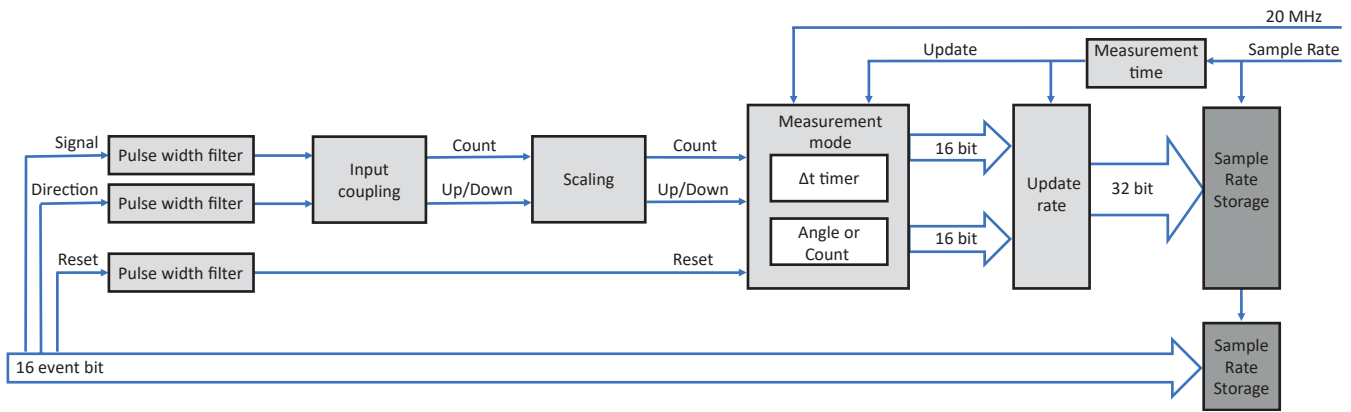 20 MHz
Update
Measurement
time
Sample Rate
Signal
Pulse width filter
Direction
Pulse width filter
Reset
Pulse width filter
Input
coupling
Count
Up/Down
Scaling
Count
Up/Down
Reset
Measurement
mode
Δt timer
Angle or
Count
16 bit
16 bit
Update
rate
32 bit
Sample
Rate
Storage
16 event bit
Sample
Rate
Storage